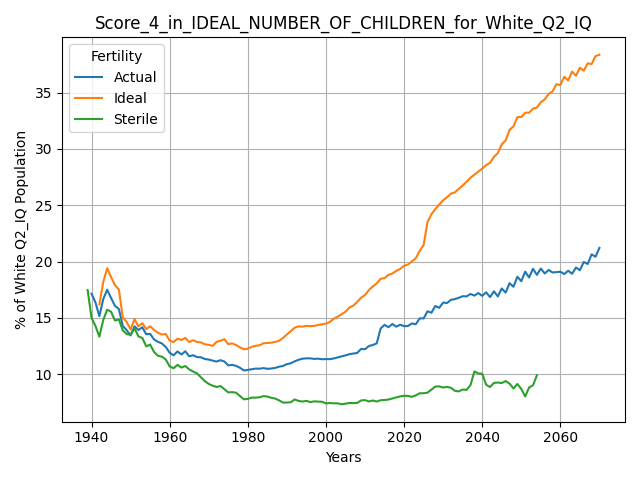 Score_4_in_IDEAL_NUMBER_OF_CHILDREN_for_White_Q2_IQ
Fertility
Actual
Ideal
Sterile
% of White Q2_IQ Population
35
30
25
20
15
10
1940
1960
1980
2000
2020
2040
2060
Years